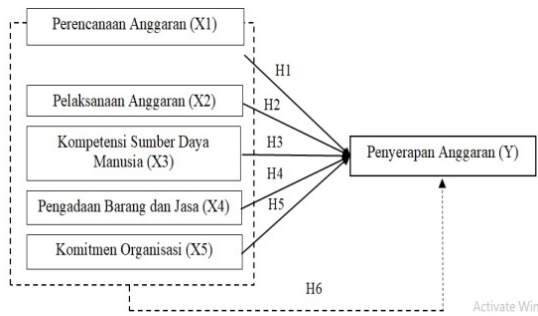 Perencanaan Anggaran (X1)
H1
Pelaksanaan Anggaran (X2)
H2
Kompetensi Sumber Daya
Manusia (X3)
H3
Penyerapan Anggaran (Y)
H4
Pengadaan Barang dan Jasa (X4)
H5
Komitmen Organisasi (X5)
H6
Activate Win